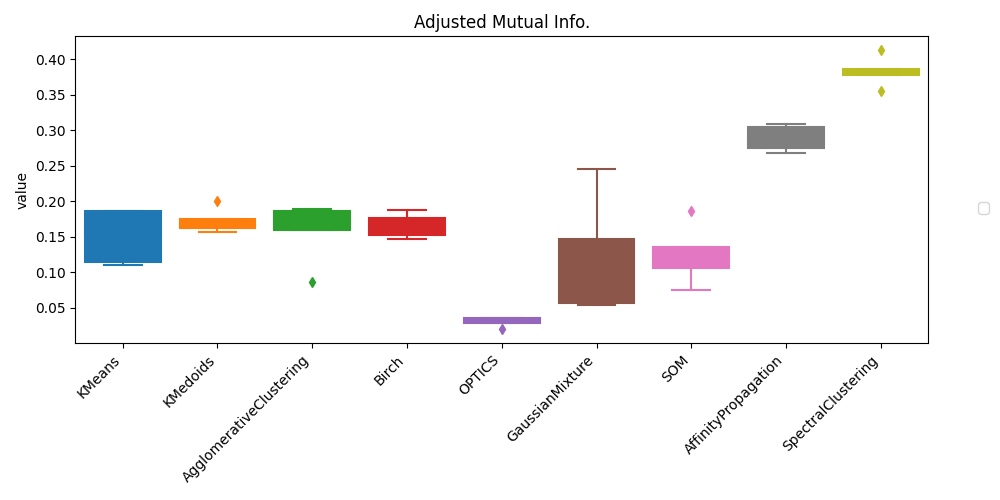 Adjusted Mutual Info.
value
0.40
0.35
0.30
0.25
0.20
0.15
0.10
0.05
KMeans
KMedoids
AgglomerativeClustering
Birch
OPTICS
GaussianMixture
SOM
AffinityPropagation
SpectralClustering